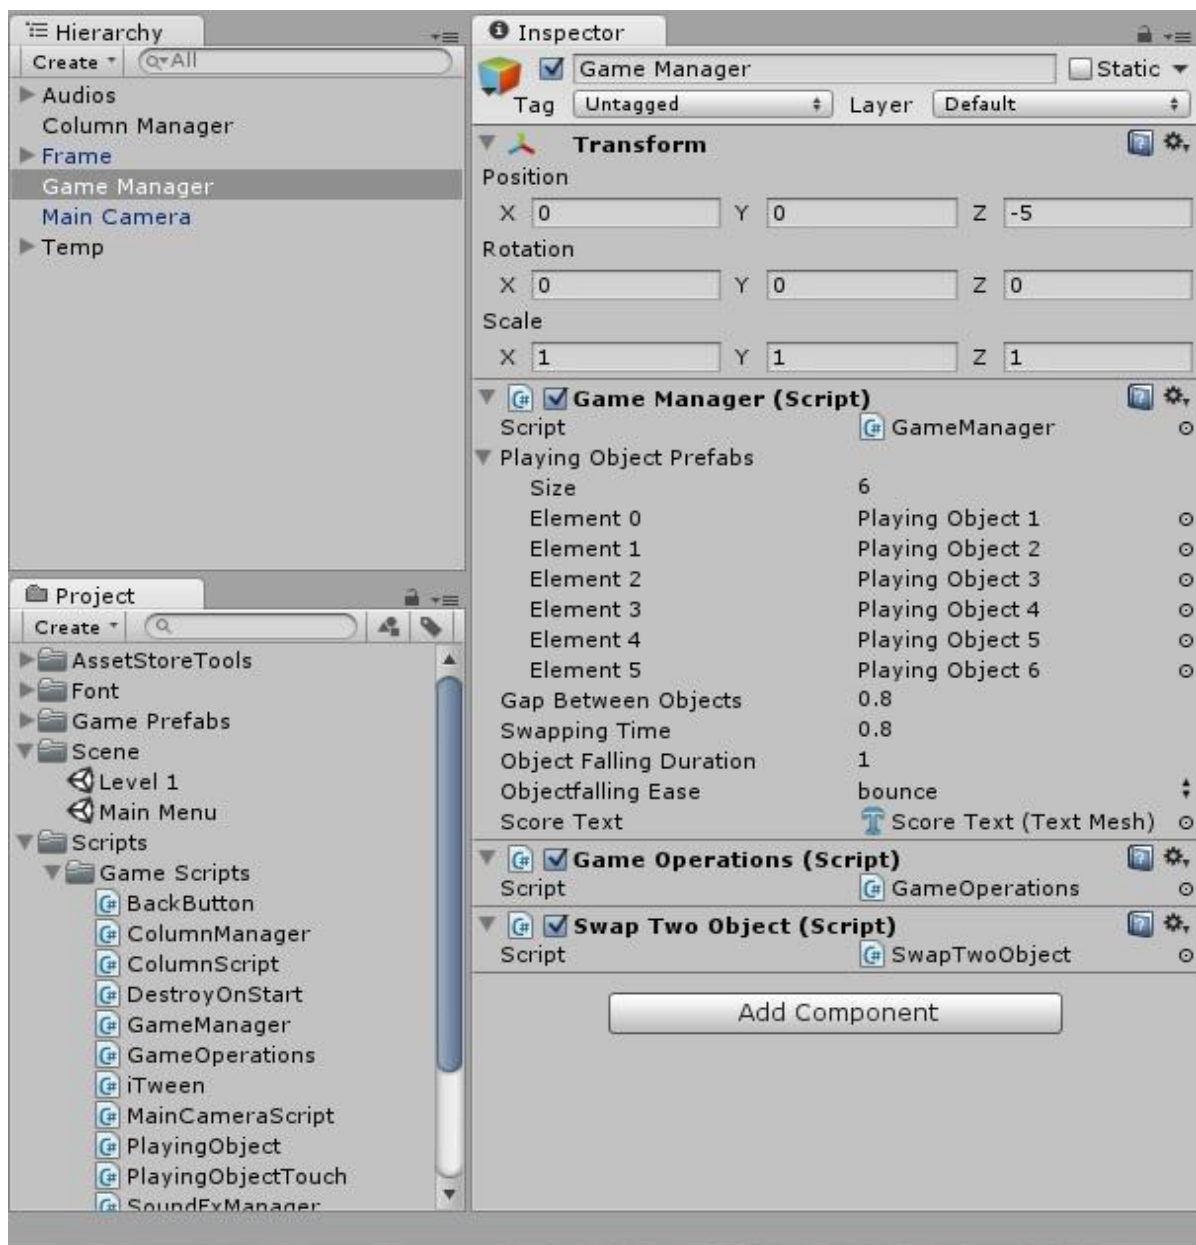 Hierarchy
Create All
Audios
Column Manager
Frame
Game Manager
Main Camera
Temp
Project
Create
AssetStoreTools
Font
Game Prefabs
Scene
Level 1
Main Menu
Scripts
Game Scripts
BackButton
ColumnManager
ColumnScript
DestroyOnStart
GameManager
GameOperations
iTween
MainCameraScript
PlayingObject
PlayingObjectTouch
SoundFxManager
Inspector
Game Manager Static
Tag Untagged Layer Default
Transform
Position
X 0 Y 0 Z -5
Rotation
X 0 Y 0 Z 0
Scale
X 1 Y 1 Z 1
Game Manager (Script)
Script GameManager
Playing Object Prefabs
Size 6
Element 0 Playing Object 1
Element 1 Playing Object 2
Element 2 Playing Object 3
Element 3 Playing Object 4
Element 4 Playing Object 5
Element 5 Playing Object 6
Gap Between Objects 0.8
Swapping Time 0.8
Object Falling Duration 1
Objectfalling Ease bounce
Score Text Score Text (Text Mesh)
Game Operations (Script)
Script GameOperations
Swap Two Object (Script)
Script SwapTwoObject
Add Component